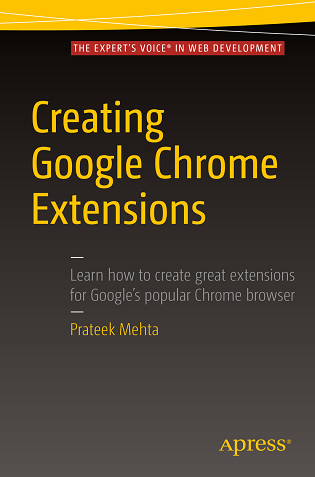 THE EXPERT'S VOICE® IN WEB DEVELOPMENT
Creating
Google Chrome
Extensions
Learn how to create great extensions
for Google's popular Chrome browser
Prateek Mehta
Apress®